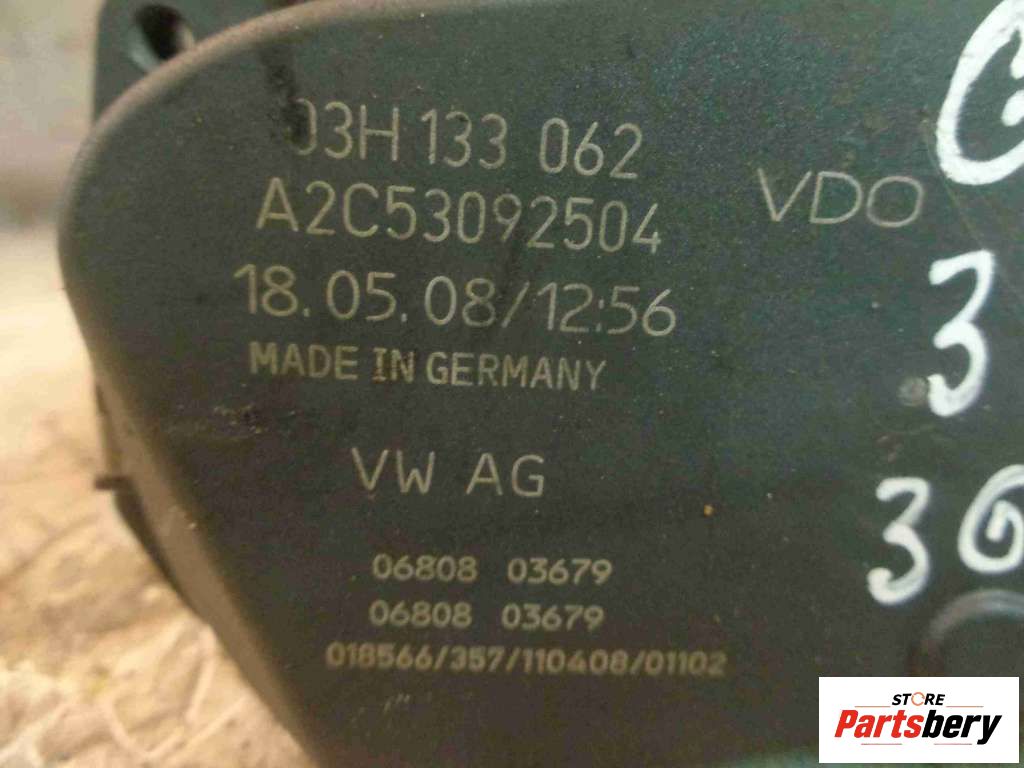 03H 133 062
A2C53092504
VDO
18.05.08/12:56
MADE IN GERMANY
VW AG
3
06808 03679
06808 03679
018566/357/110408/01102
STORE
Partsbery